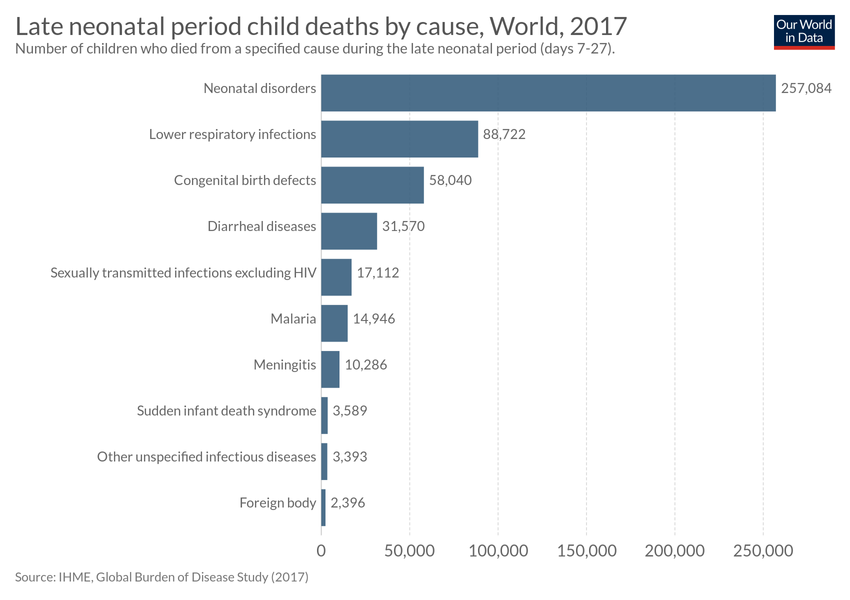 Late neonatal period child deaths by cause, World, 2017
Our World
in Data
Number of children who died from a specified cause during the late neonatal period (days 7-27).
Neonatal disorders 257,084
Lower respiratory infections 88,722
Congenital birth defects 58,040
Diarrheal diseases 31,570
Sexually transmitted infections excluding HIV 17,112
Malaria 14,946
Meningitis 10,286
Sudden infant death syndrome 3,589
Other unspecified infectious diseases 3,393
Foreign body 2,396
0 50,000 100,000 150,000 200,000 250,000
Source: IHME, Global Burden of Disease Study (2017)